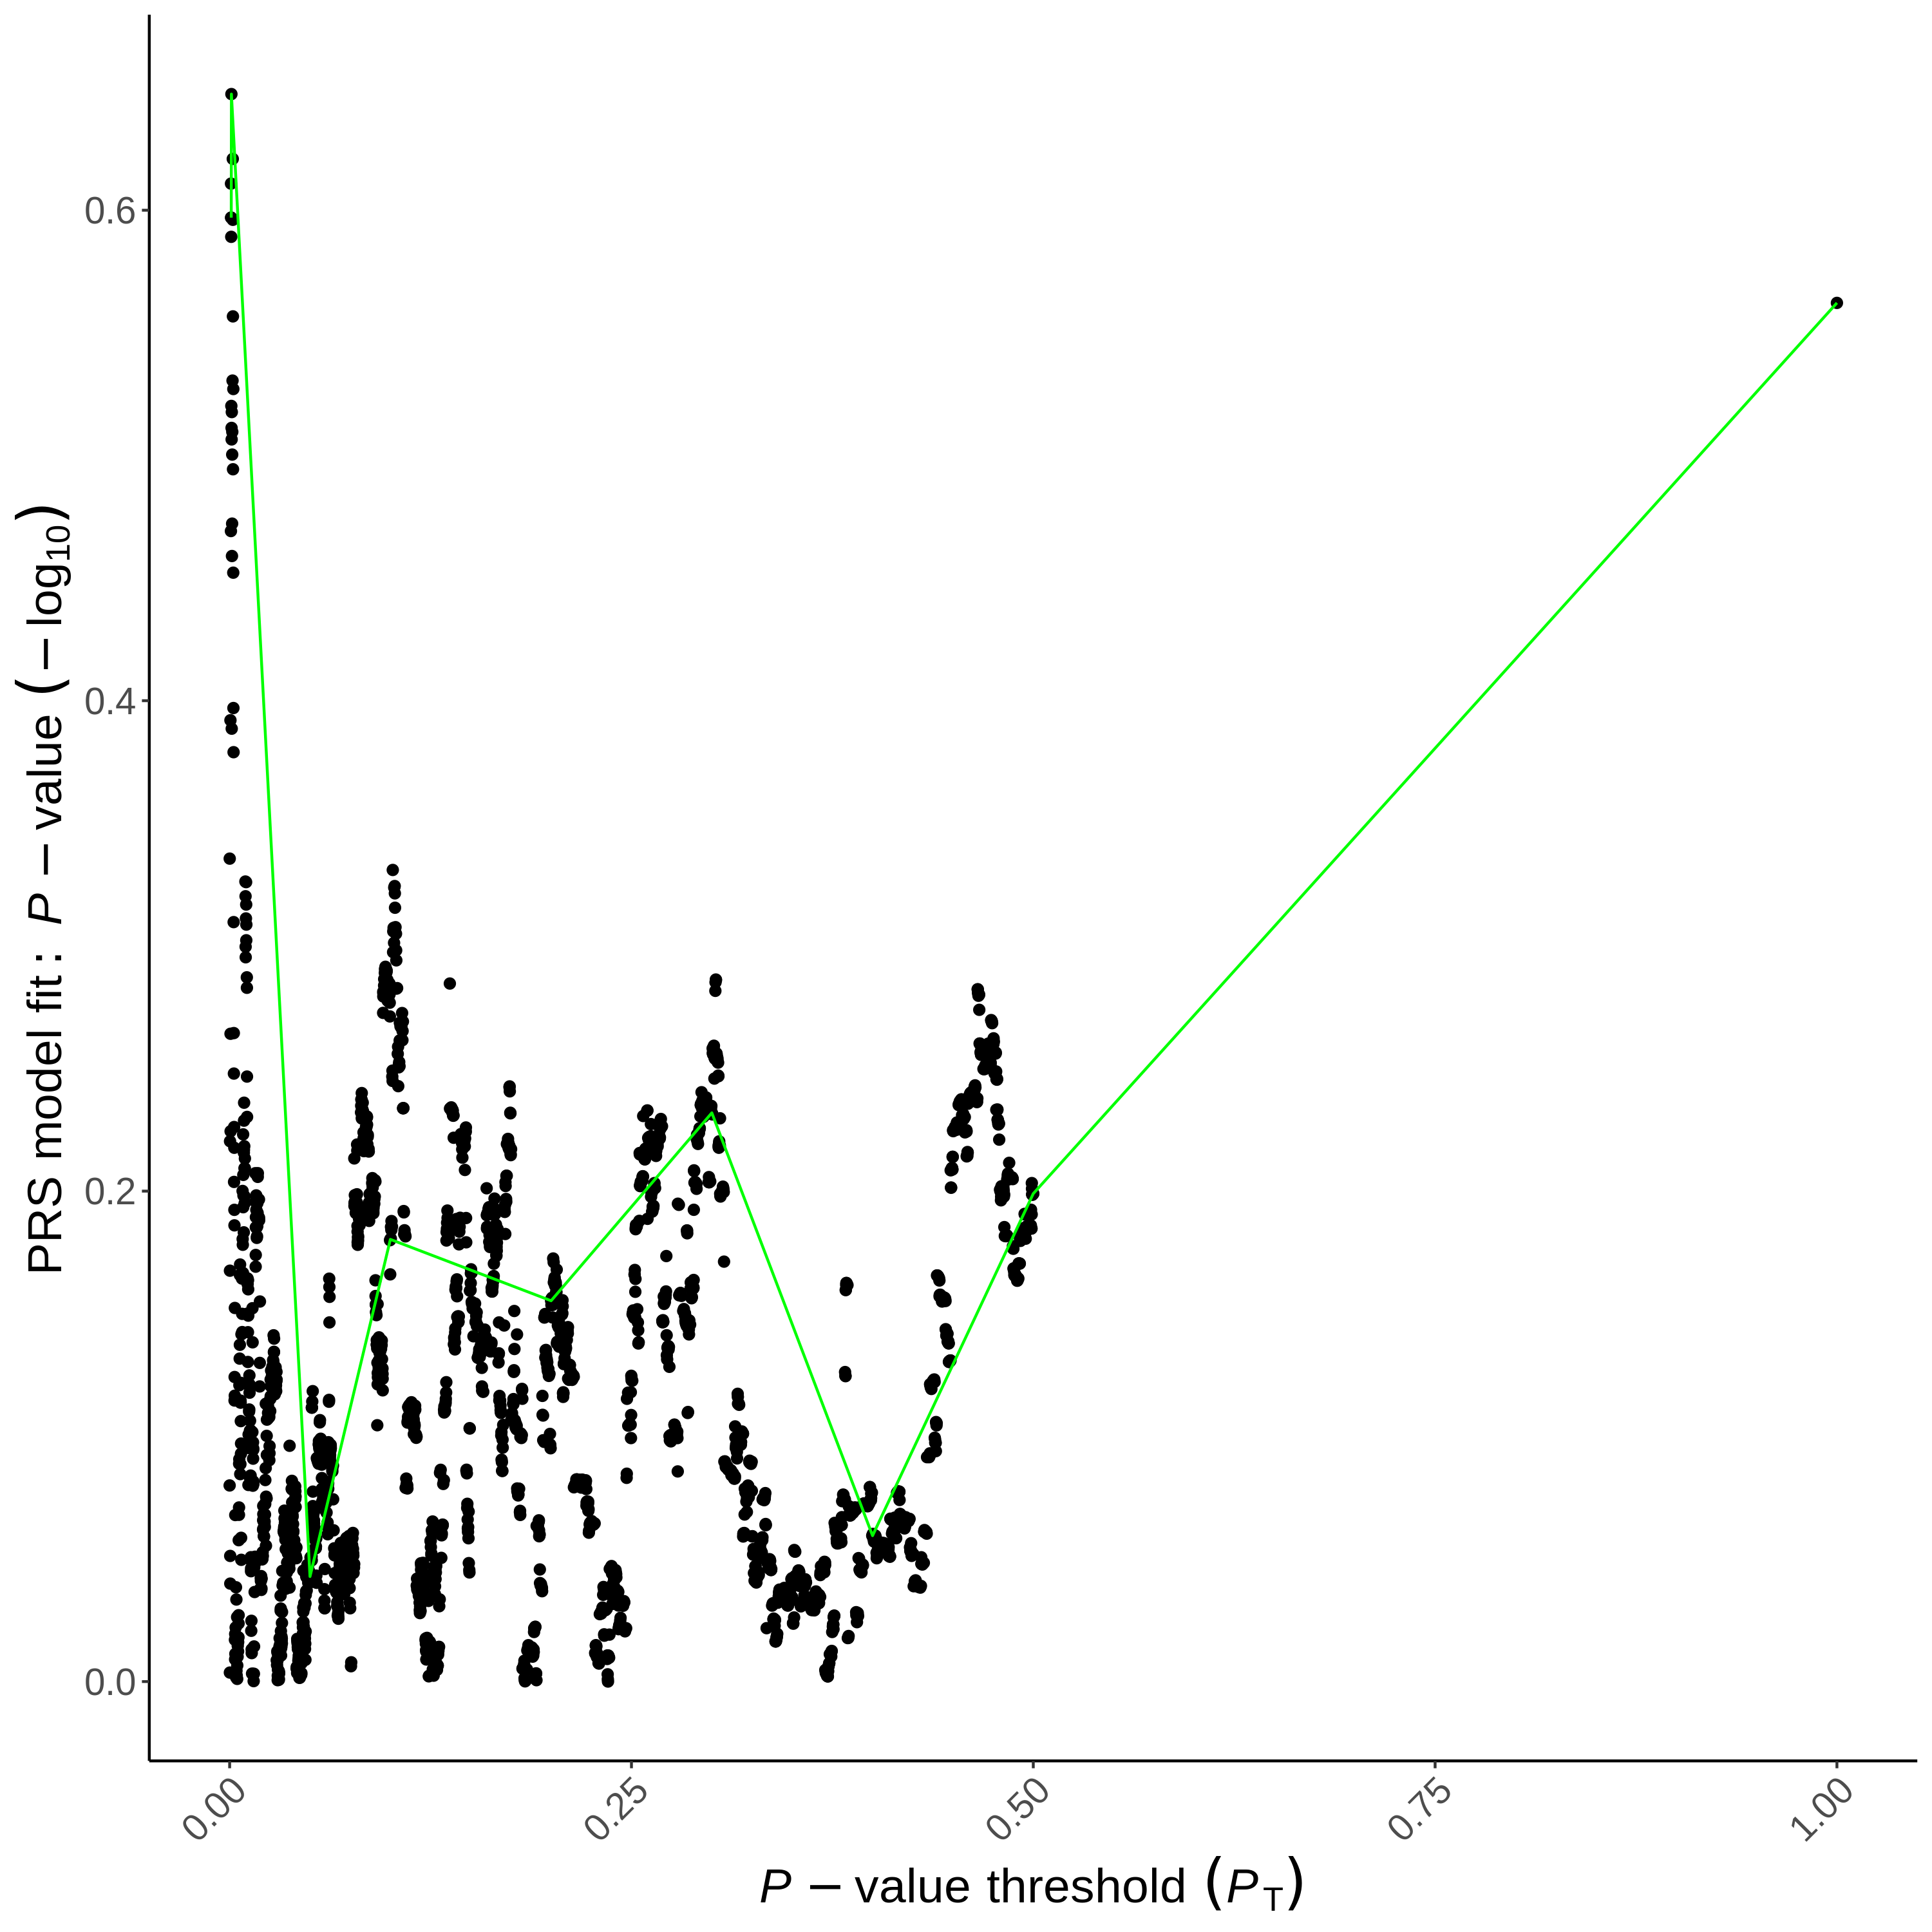 PRS model fit : P − value (−log10)
0.6
0.4
0.2
0.0
0.00 0.25 0.50 0.75 1.00
P − value threshold (PT)